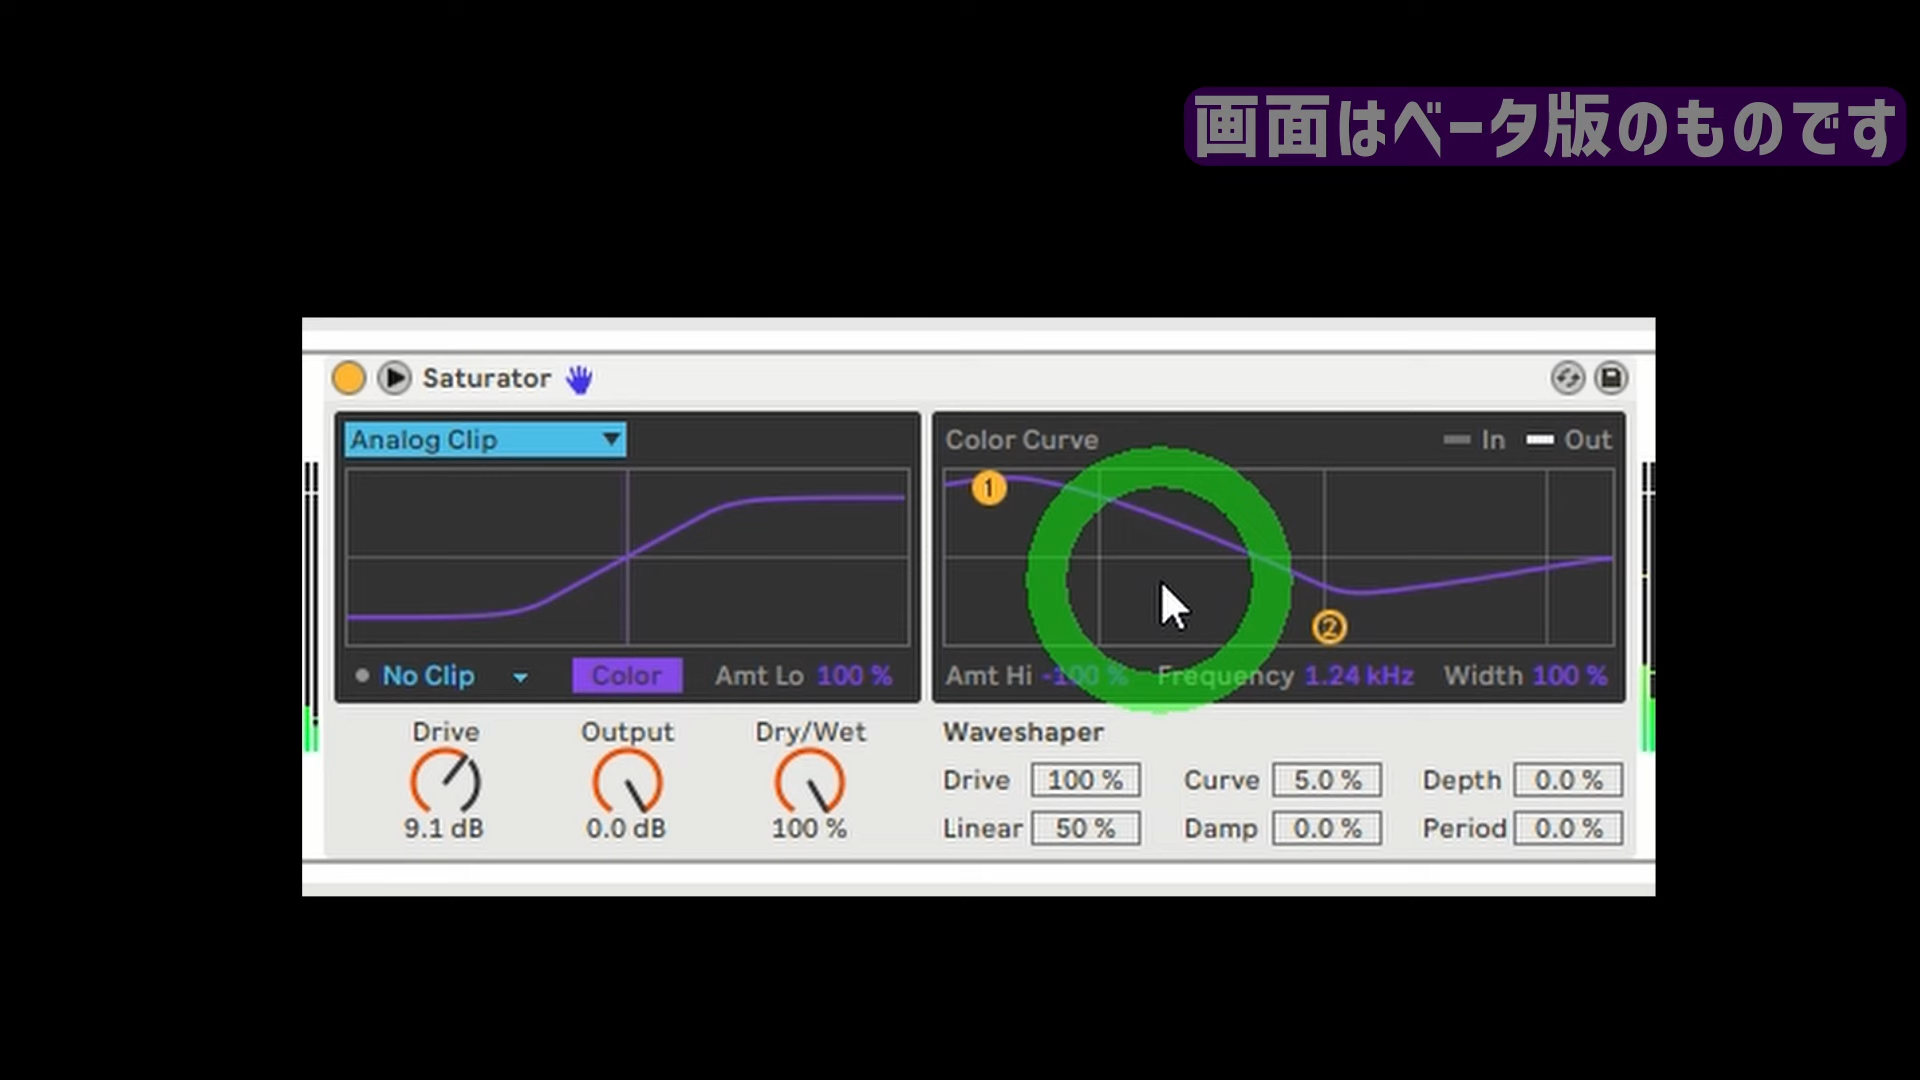 画面はベータ版のものです
Saturator
Analog Clip
Color Curve
In
Out
1
2
No Clip
Color
Amt Lo 100 %
Amt Hi -100 %
Frequency 1.24 kHz
Width 100 %
Drive
Output
Dry/Wet
9.1 dB
0.0 dB
100 %
Waveshaper
Drive 100 %
Curve 5.0 %
Depth 0.0 %
Linear 50 %
Damp 0.0 %
Period 0.0 %